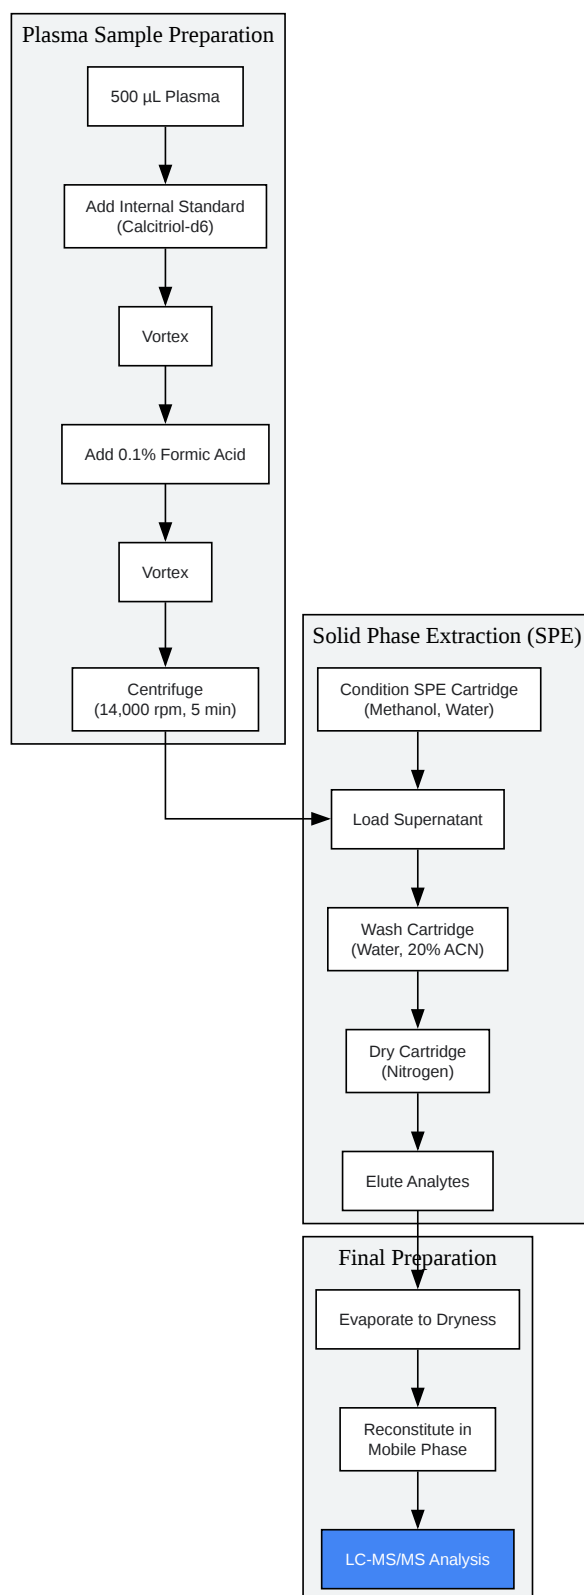 Plasma Sample Preparation
500 µL Plasma
Add Internal Standard
(Calcitriol-d6)
Vortex
Add 0.1% Formic Acid
Vortex
Centrifuge
(14,000 rpm, 5 min)
Solid Phase Extraction (SPE)
Condition SPE Cartridge
(Methanol, Water)
Load Supernatant
Wash Cartridge
(Water, 20% ACN)
Dry Cartridge
(Nitrogen)
Elute Analytes
Final Preparation
Evaporate to Dryness
Reconstitute in
Mobile Phase
LC-MS/MS Analysis